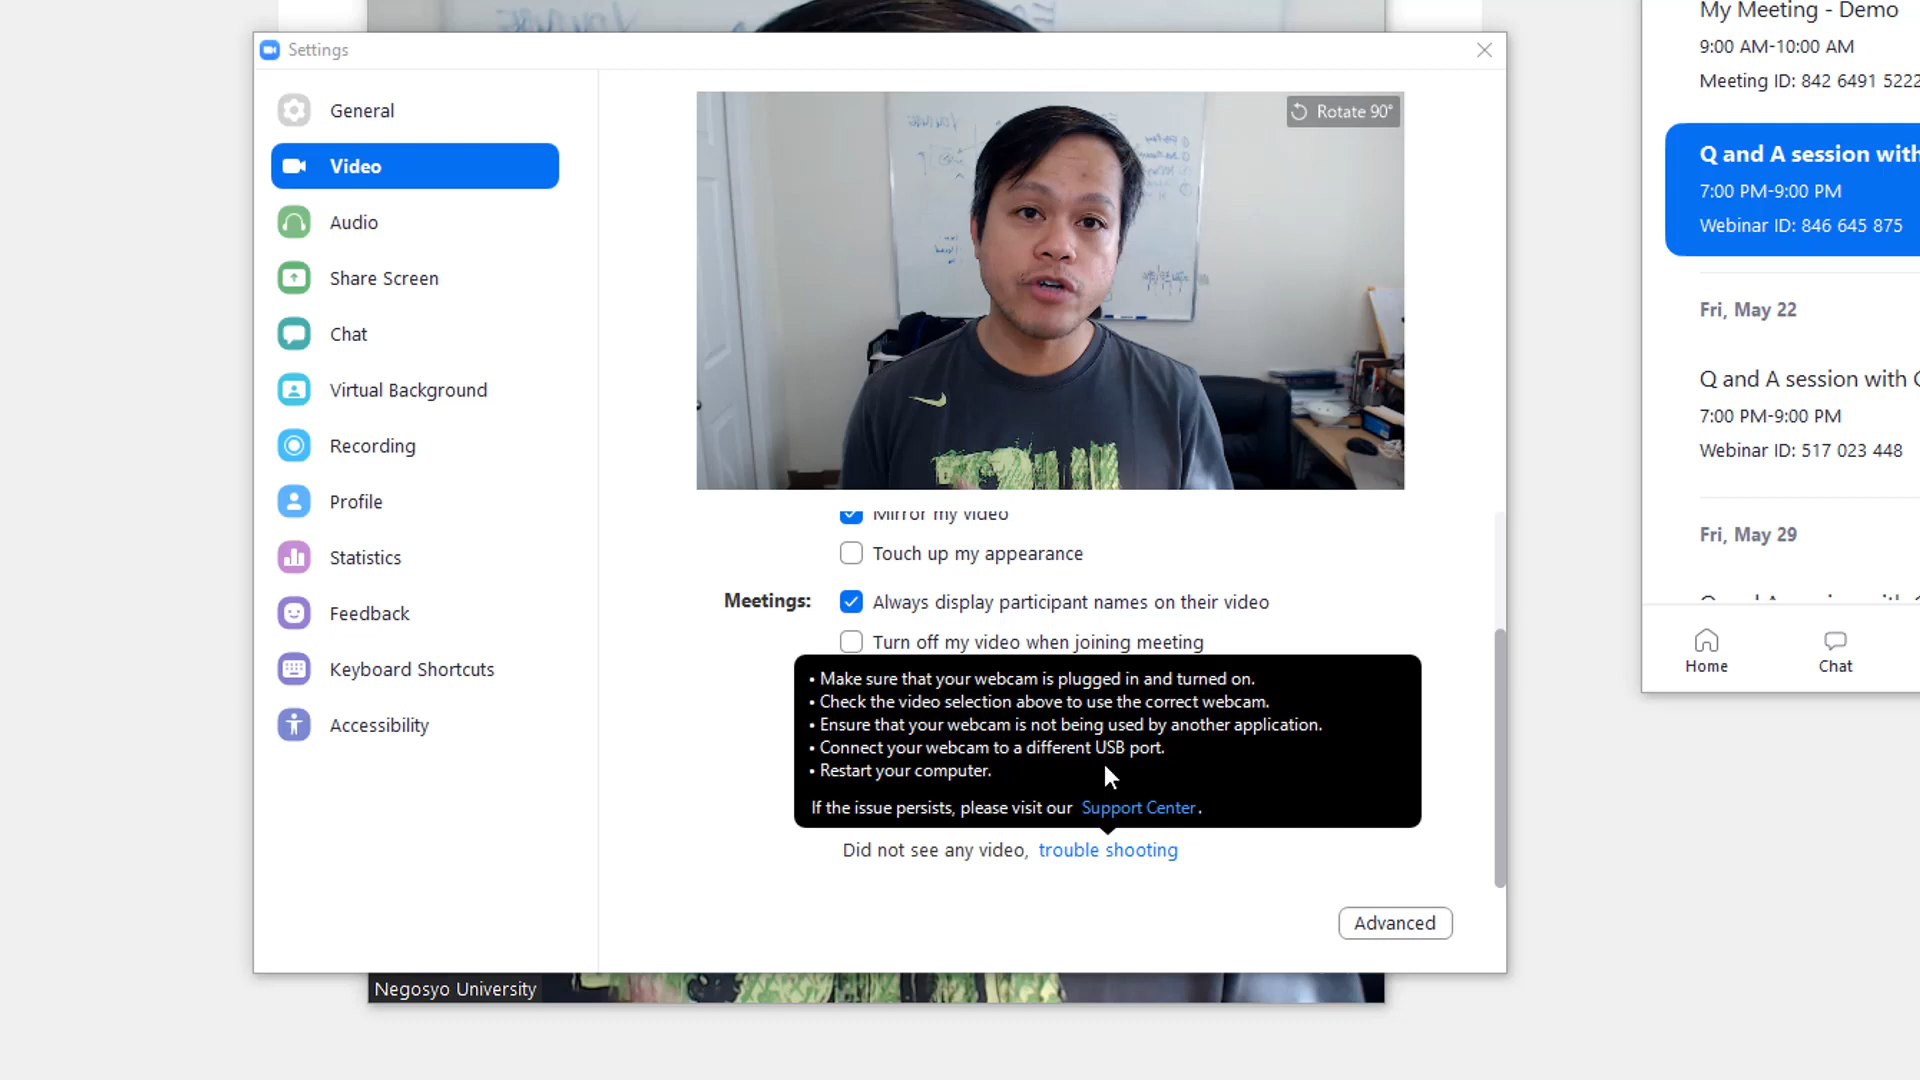 Settings
General
Video
Audio
Share Screen
Chat
Virtual Background
Recording
Profile
Statistics
Feedback
Keyboard Shortcuts
Accessibility
Rotate 90°
Mirror my video
Touch up my appearance
Meetings:
Always display participant names on their video
Turn off my video when joining meeting
• Make sure that your webcam is plugged in and turned on.
• Check the video selection above to use the correct webcam.
• Ensure that your webcam is not being used by another application.
• Connect your webcam to a different USB port.
• Restart your computer.
If the issue persists, please visit our Support Center.
Did not see any video, trouble shooting
Advanced
Negosyo University
My Meeting - Demo
9:00 AM-10:00 AM
Meeting ID: 842 6491 5222
Q and A session with
7:00 PM-9:00 PM
Webinar ID: 846 645 875
Fri, May 22
Q and A session with
7:00 PM-9:00 PM
Webinar ID: 517 023 448
Fri, May 29
Home
Chat